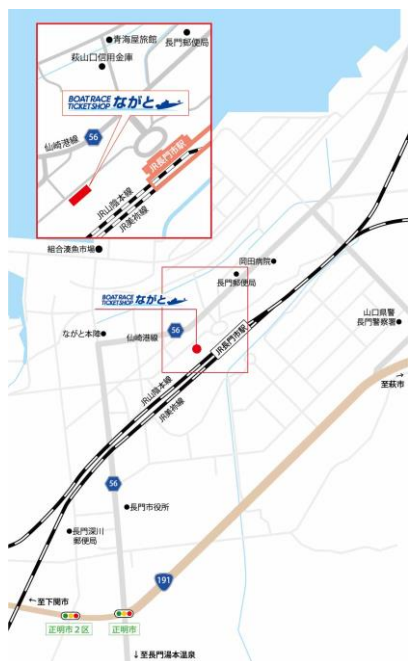 青海屋旅館
長門郵便局
萩山口信用金庫
BOAT RACE
TICKET SHOP ながと
仙崎港線
56
JR長門市駅
JR山陰本線
JR美祢線
組合湊魚市場
岡田病院
長門郵便局
BOAT RACE
TICKET SHOP ながと
56
ながと本陣
仙崎港線
山口県警
長門警察署
JR長門市駅
→
至萩市
JR山陰本線
JR美祢線
56
長門市役所
長門深川
郵便局
191
←至下関市
正明市2区
正明市
↓至長門湯本温泉